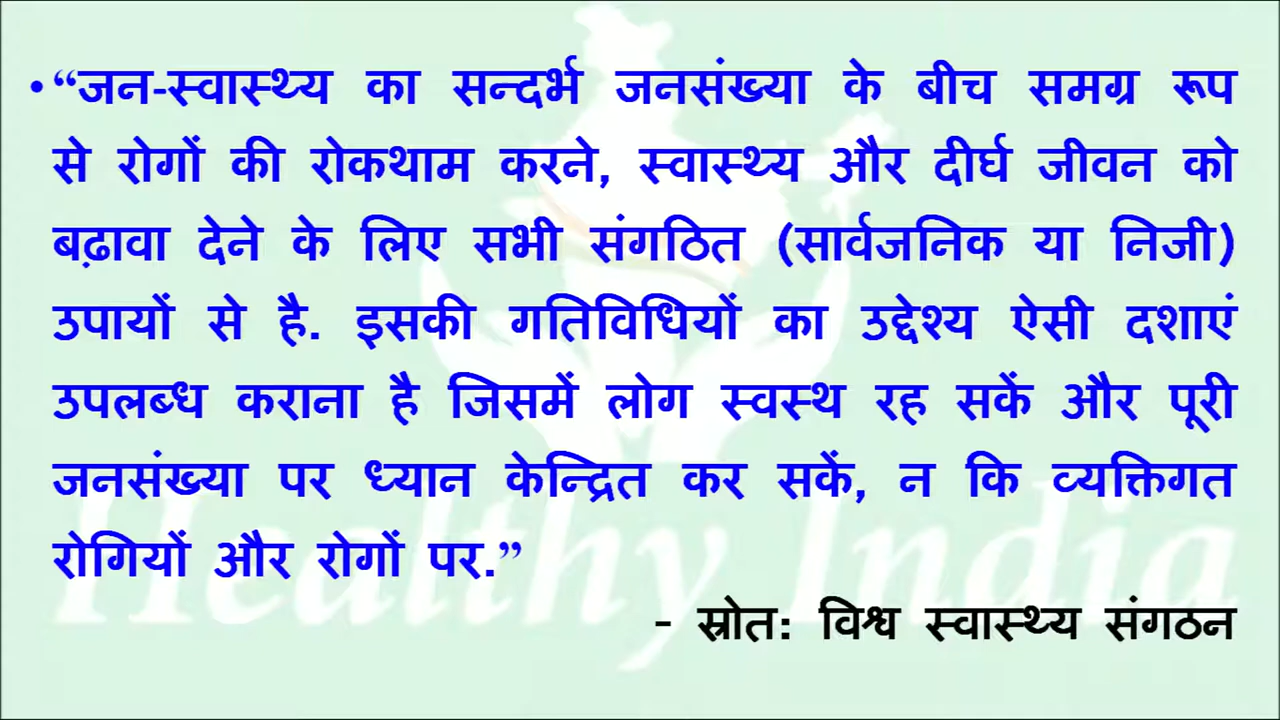 • “जन-स्वास्थ्य का सन्दर्भ जनसंख्या के बीच समग्र रूप
से रोगों की रोकथाम करने, स्वास्थ्य और दीर्घ जीवन को
बढ़ावा देने के लिए सभी संगठित (सार्वजनिक या निजी)
उपायों से है. इसकी गतिविधियों का उद्देश्य ऐसी दशाएं
उपलब्ध कराना है जिसमें लोग स्वस्थ रह सकें और पूरी
जनसंख्या पर ध्यान केन्द्रित कर सकें, न कि व्यक्तिगत
रोगियों और रोगों पर.”
- स्रोत: विश्व स्वास्थ्य संगठन
Healthy India